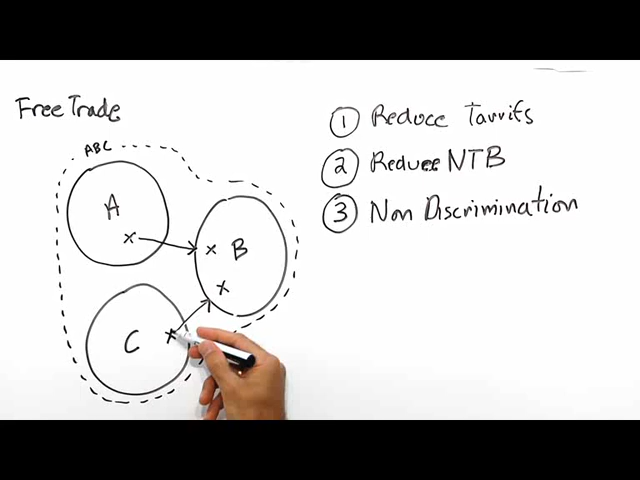 Free Trade
ABC
A
x
x
B
x
C
x
1 Reduce Tarrifs
2 Reduce NTB
3 Non Discrimination